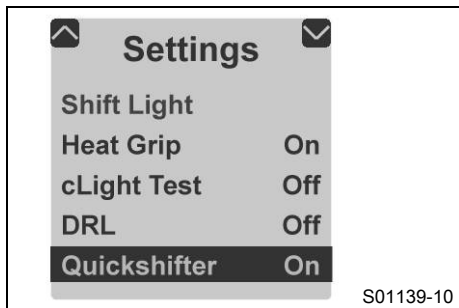 Settings
Shift Light
Heat Grip On
cLight Test Off
DRL Off
Quickshifter On
S01139-10